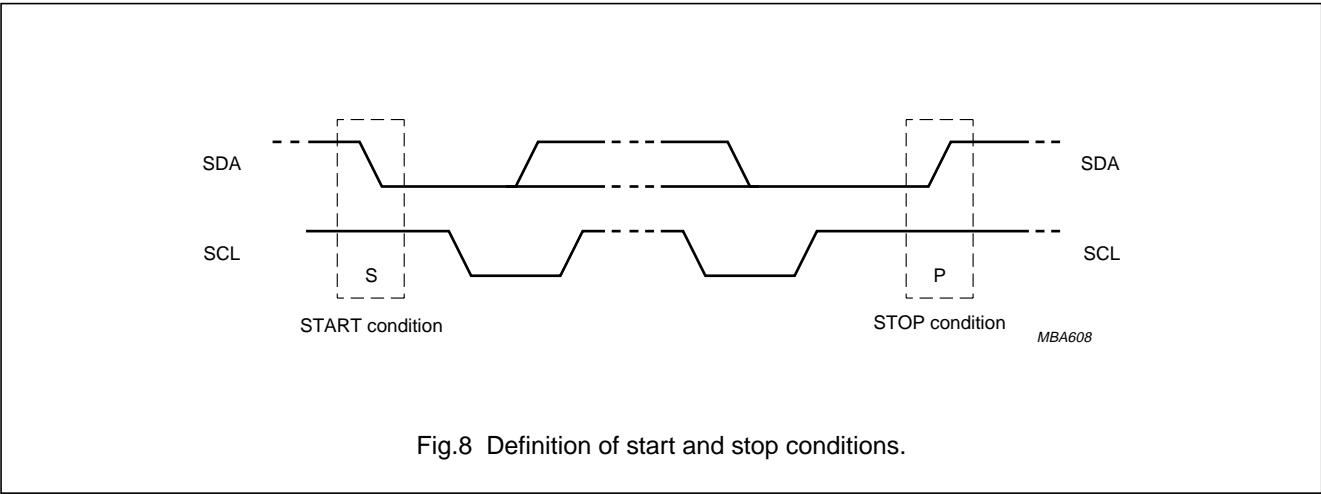 SDA
SDA
SCL
SCL
S
P
START condition
STOP condition
MBA608
Fig.8 Definition of start and stop conditions.